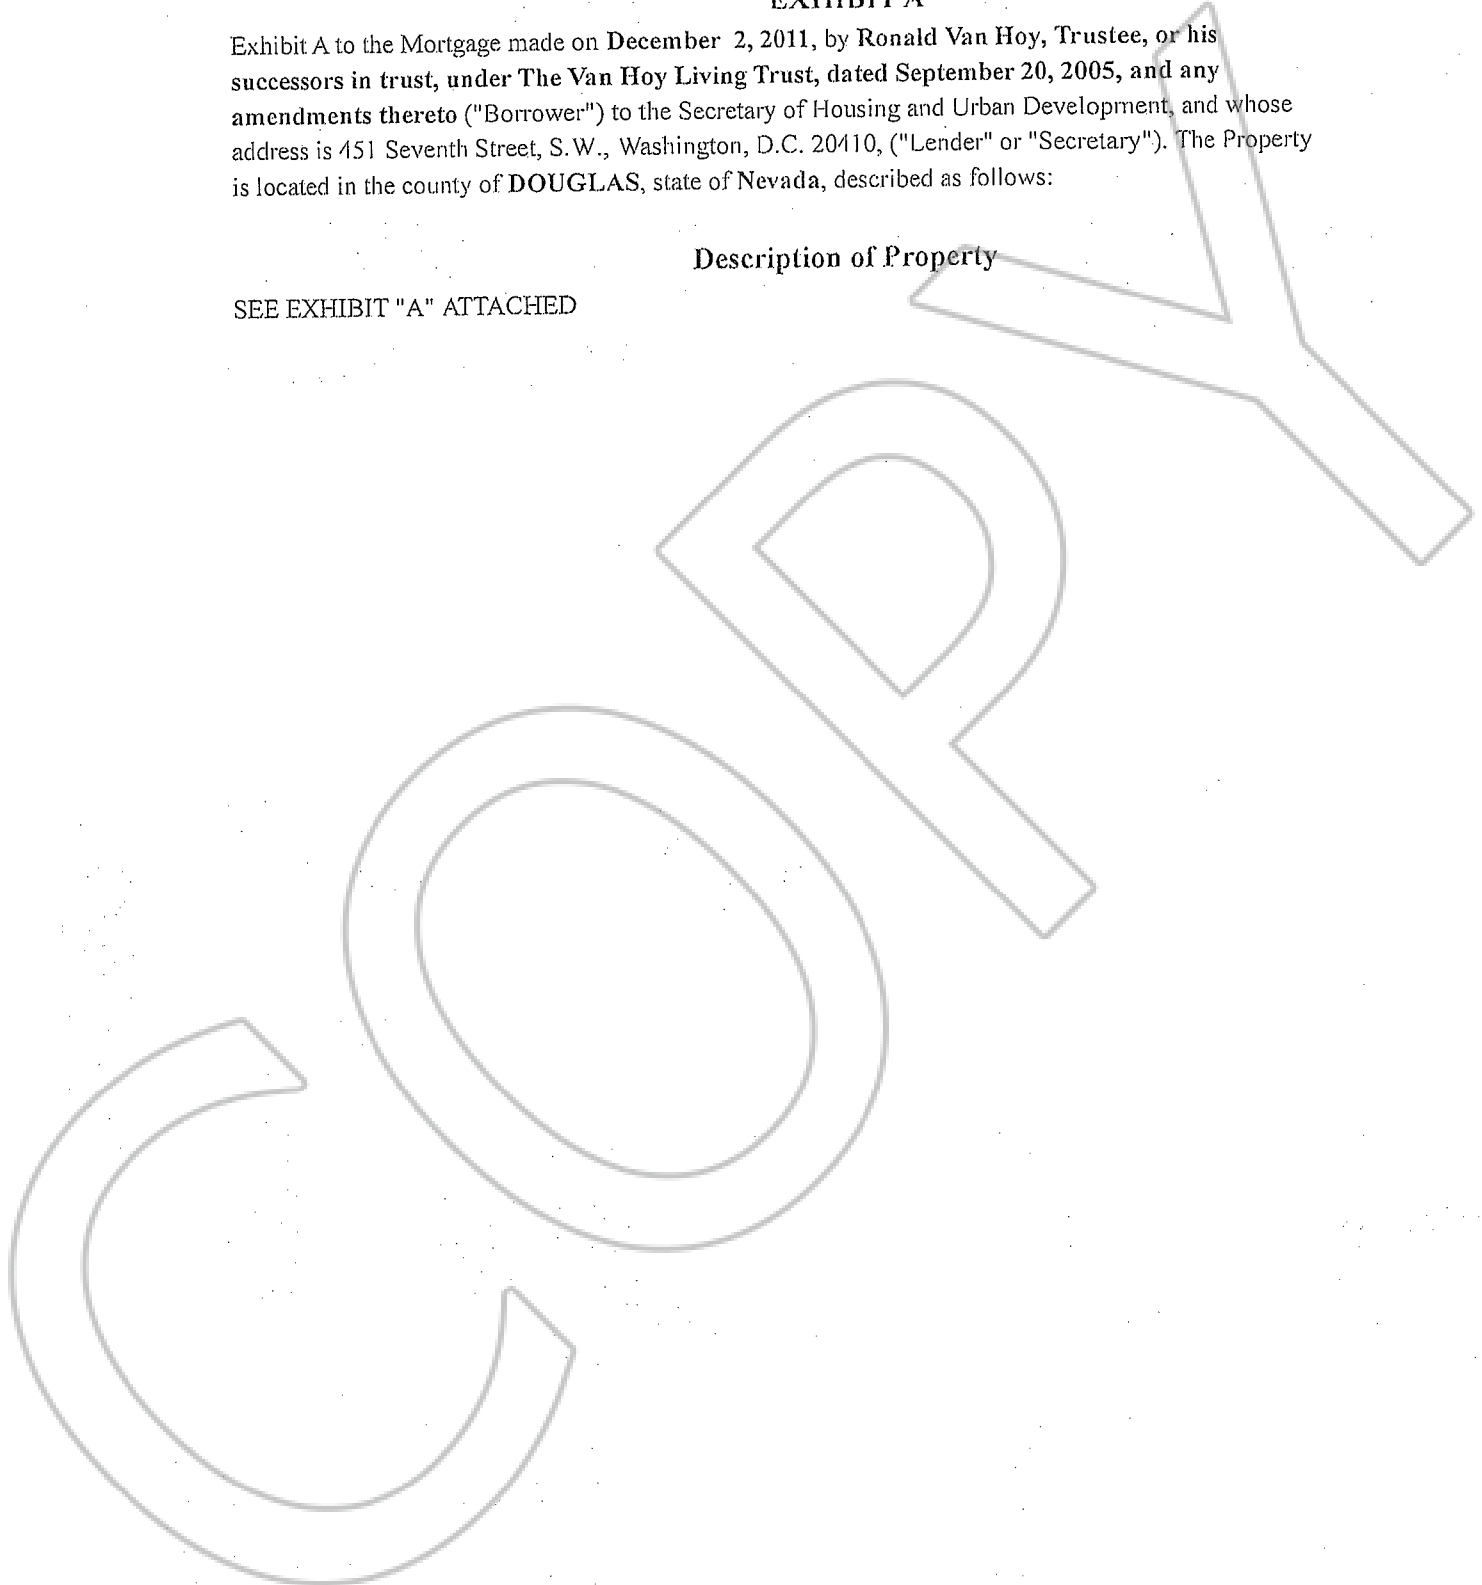 EXHIBIT A
Exhibit A to the Mortgage made on December 2, 2011, by Ronald Van Hoy, Trustee, or his
successors in trust, under The Van Hoy Living Trust, dated September 20, 2005, and any
amendments thereto ("Borrower") to the Secretary of Housing and Urban Development, and whose
address is 451 Seventh Street, S.W., Washington, D.C. 20410, ("Lender" or "Secretary"). The Property
is located in the county of DOUGLAS, state of Nevada, described as follows:
Description of Property
SEE EXHIBIT "A" ATTACHED
COPY